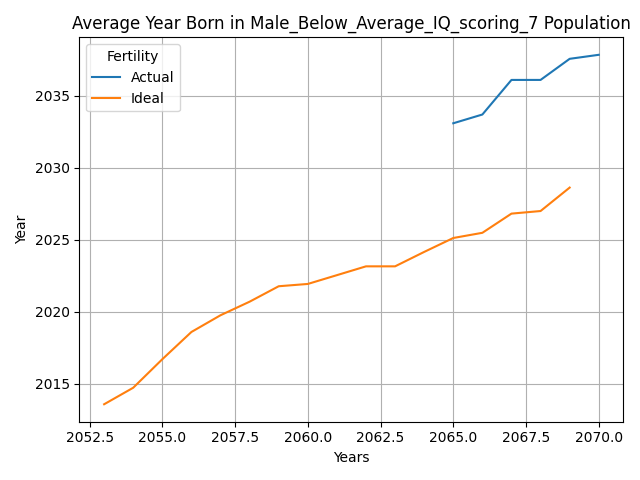 Average Year Born in Male_Below_Average_IQ_scoring_7 Population
Fertility
Actual
Ideal
2035
2030
2025
2020
2015
Year
2052.5 2055.0 2057.5 2060.0 2062.5 2065.0 2067.5 2070.0
Years